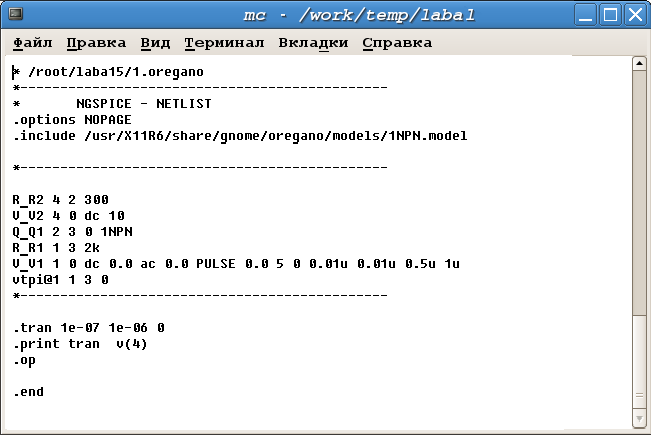 mc - /work/temp/laba1
Файл Правка Вид Терминал Вкладки Справка
* /root/laba15/1.oregano
*----------------------------------------------
*       NGSPICE - NETLIST
.options NOPAGE
.include /usr/X11R6/share/gnome/oregano/models/1NPN.model
*----------------------------------------------
R_R2 4 2 300
V_V2 4 0 dc 10
Q_Q1 2 3 0 1NPN
R_R1 1 3 2k
V_V1 1 0 dc 0.0 ac 0.0 PULSE 0.0 5 0 0.01u 0.01u 0.5u 1u
vtpi@1 1 3 0
*----------------------------------------------
.tran 1e-07 1e-06 0
.print tran  v(4)
.op
.end